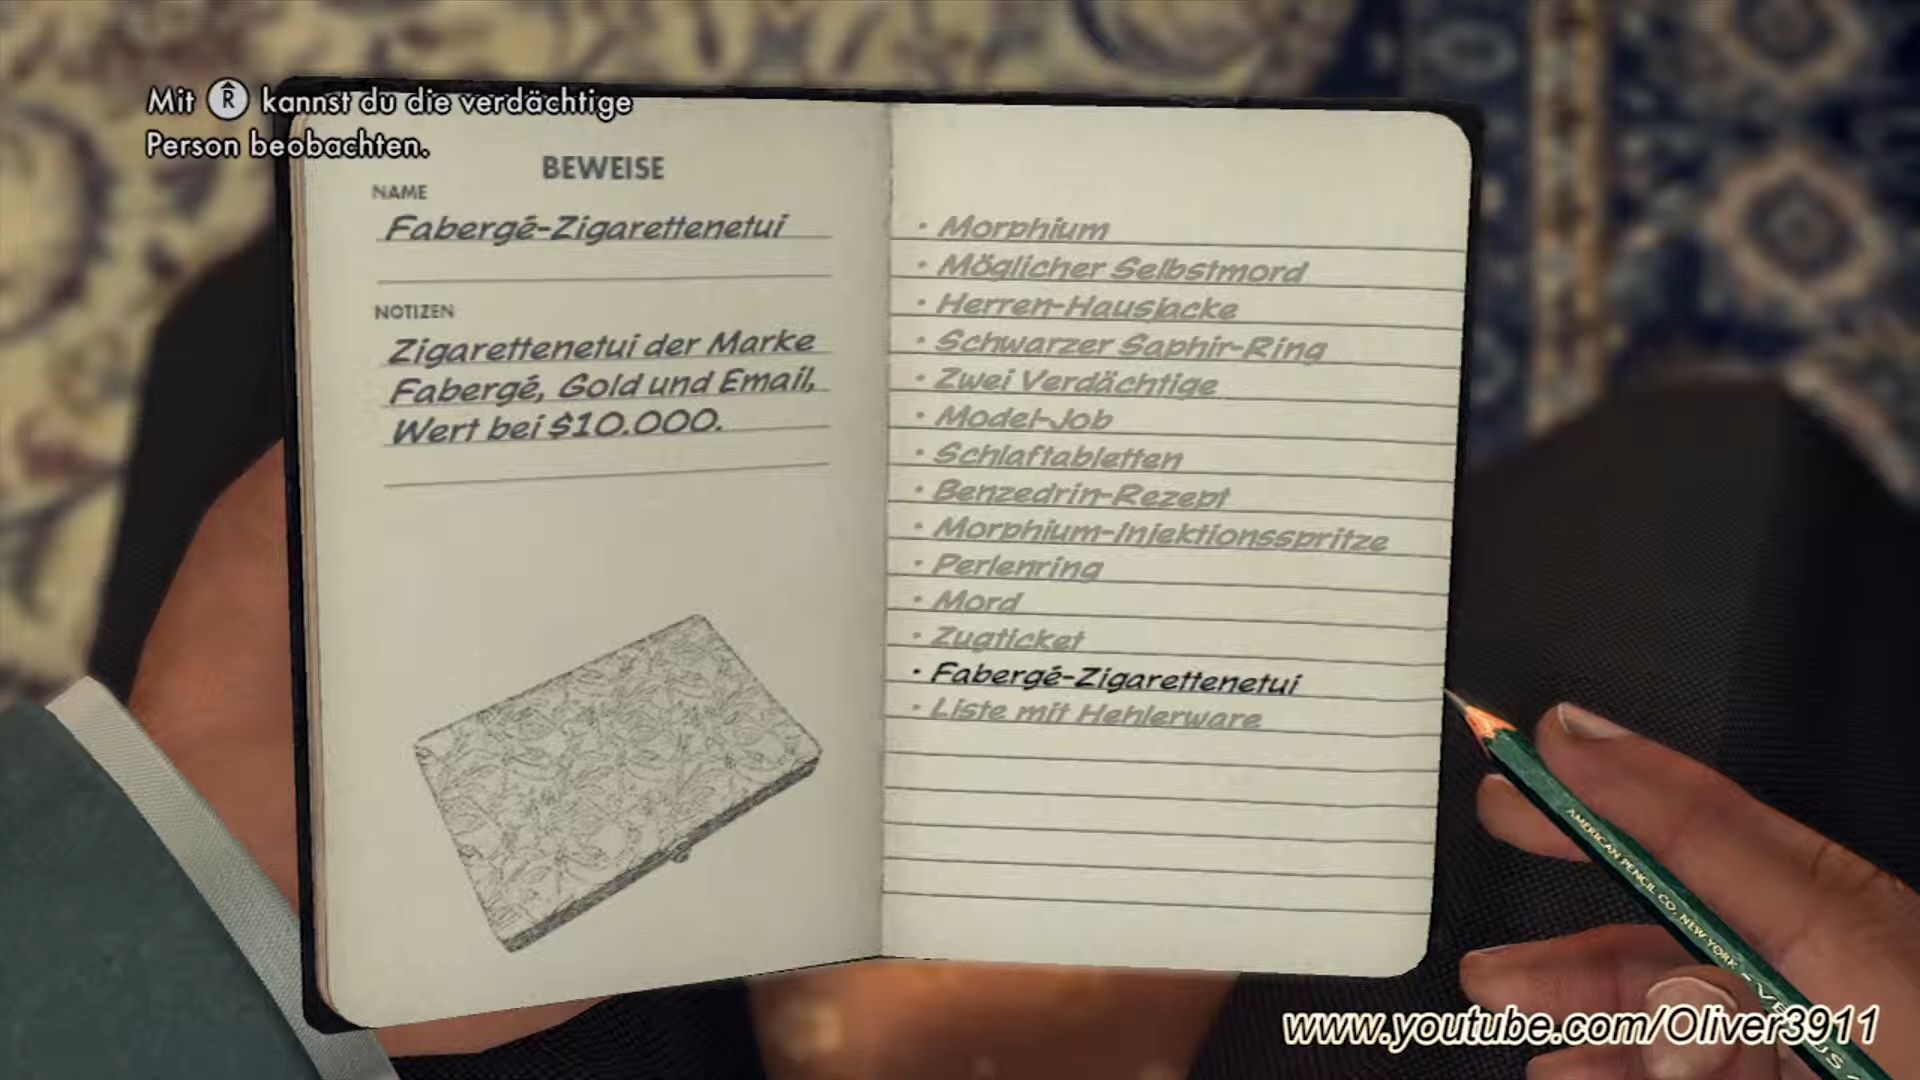 Mit R kannst du die verdächtige
Person beobachten.
BEWEISE
NAME
Fabergé-Zigarettenetui
NOTIZEN
Zigarettenetui der Marke
Fabergé, Gold und Email,
Wert bei $10.000.
• Morphium
• Möglicher Selbstmord
• Herren-Hausjacke
• Schwarzer Saphir-Ring
• Zwei Verdächtige
• Model-Job
• Schlaftabletten
• Benzedrin-Rezept
• Morphium-Injektionsspritze
• Perlenring
• Mord
• Zugticket
• Fabergé-Zigarettenetui
• Liste mit Hehlerware
AMERICAN PENCIL CO. NEW YORK
www.youtube.com/Oliver3911